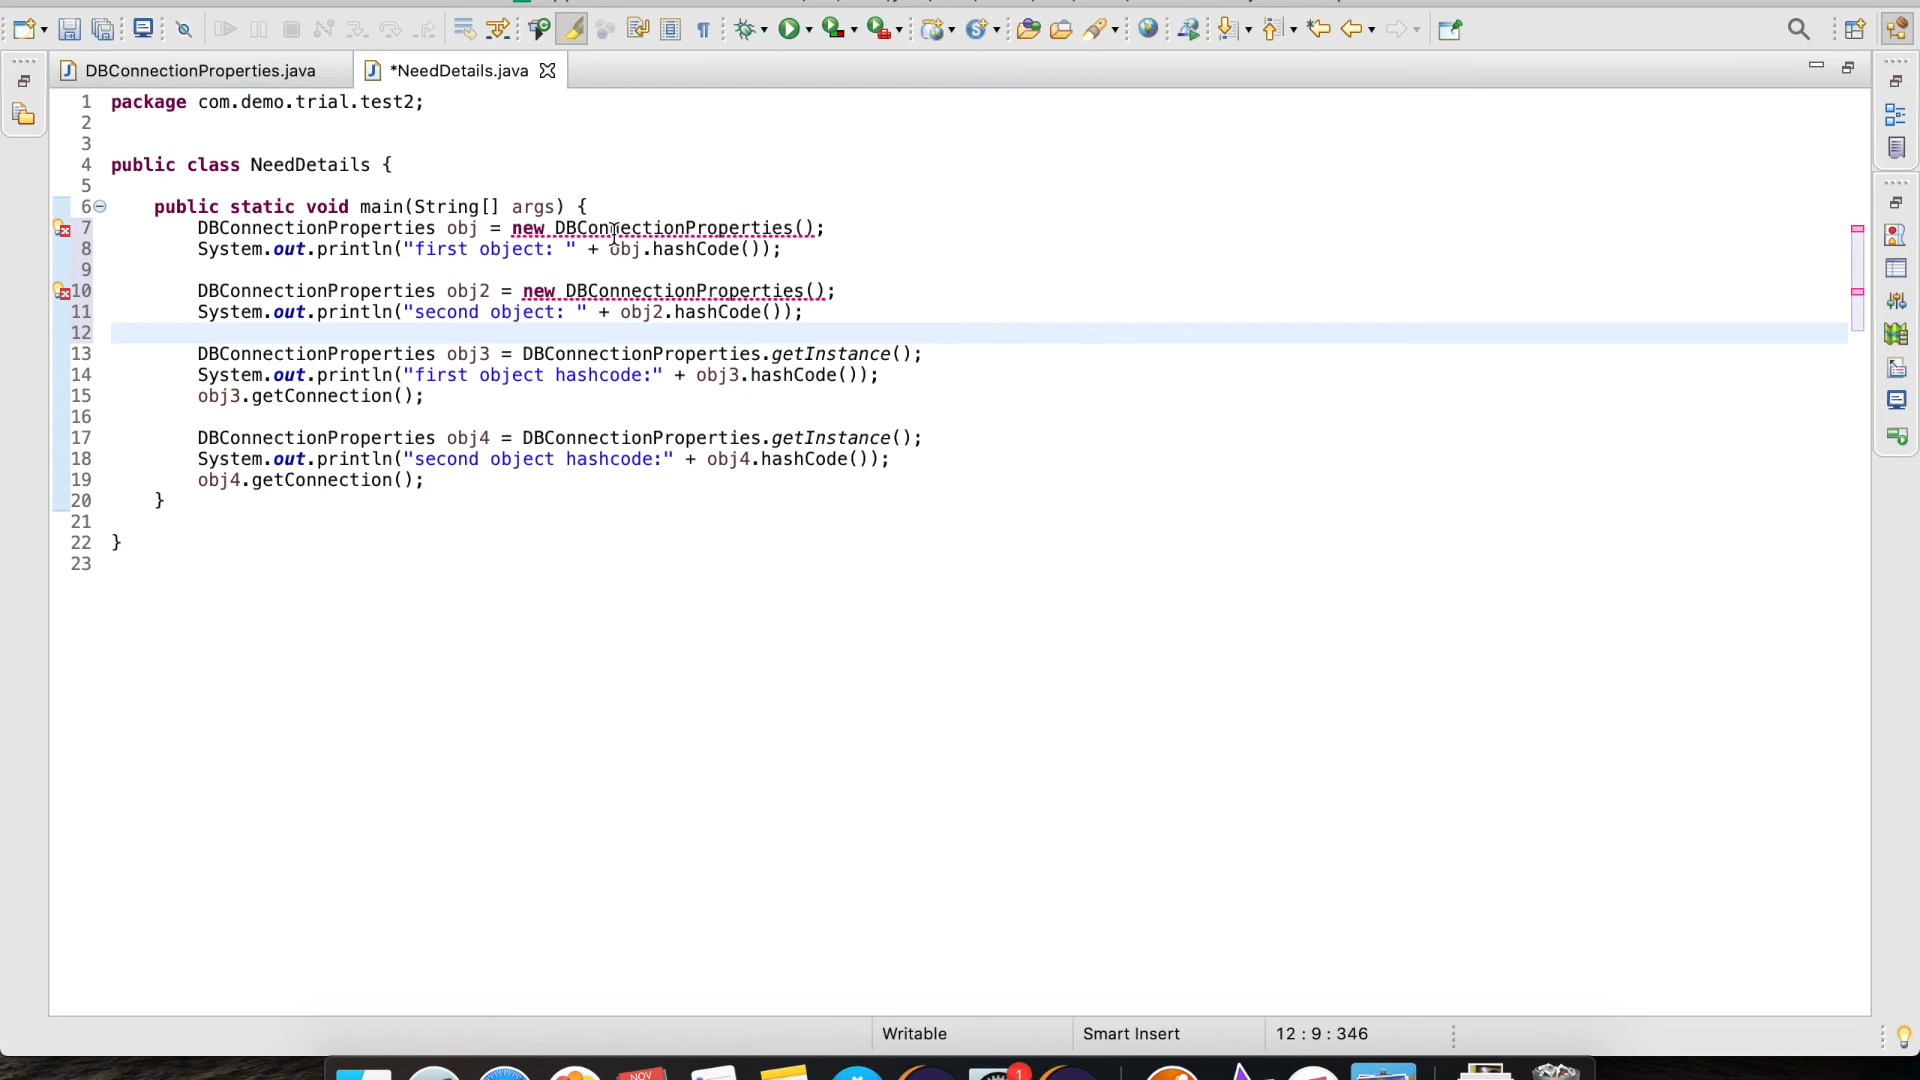 DBConnectionProperties.java
*NeedDetails.java
1 package com.demo.trial.test2;
2
3
4 public class NeedDetails {
5
6 public static void main(String[] args) {
7 DBConnectionProperties obj = new DBConnectionProperties();
8 System.out.println("first object: " + obj.hashCode());
9
10 DBConnectionProperties obj2 = new DBConnectionProperties();
11 System.out.println("second object: " + obj2.hashCode());
12
13 DBConnectionProperties obj3 = DBConnectionProperties.getInstance();
14 System.out.println("first object hashcode:" + obj3.hashCode());
15 obj3.getConnection();
16
17 DBConnectionProperties obj4 = DBConnectionProperties.getInstance();
18 System.out.println("second object hashcode:" + obj4.hashCode());
19 obj4.getConnection();
20 }
21
22 }
23
Writable
Smart Insert
12 : 9 : 346
NOV
1